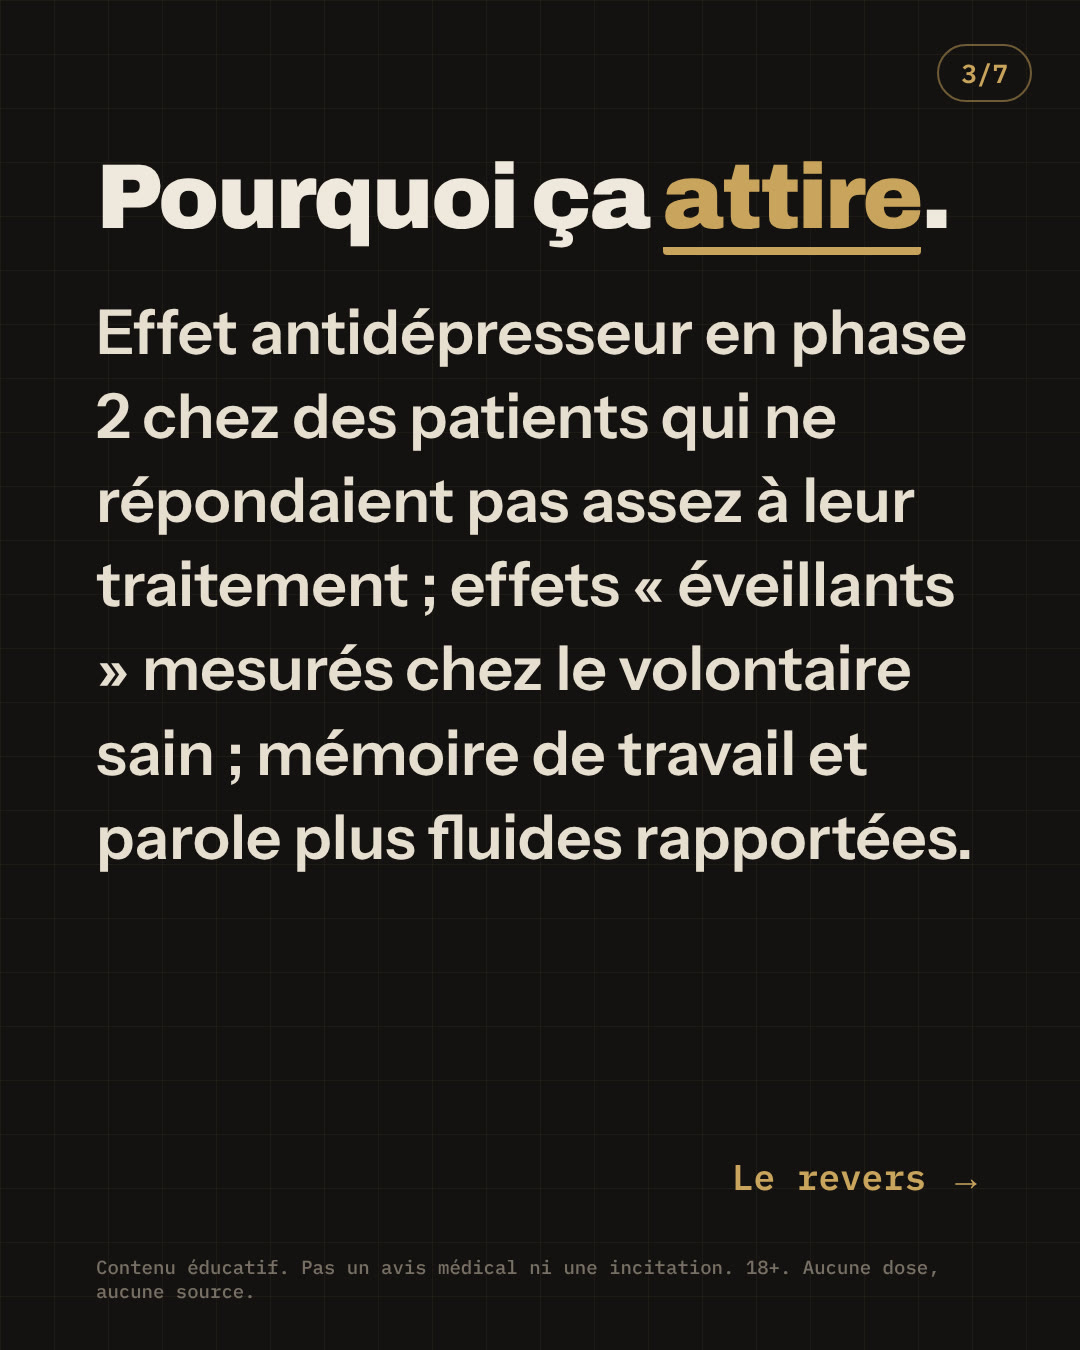 3/7
Pourquoi ça attire.
Effet antidépresseur en phase
2 chez des patients qui ne
répondaient pas assez à leur
traitement ; effets « éveillants
» mesurés chez le volontaire
sain ; mémoire de travail et
parole plus fluides rapportées.
Le revers →
Contenu éducatif. Pas un avis médical ni une incitation. 18+. Aucune dose,
aucune source.